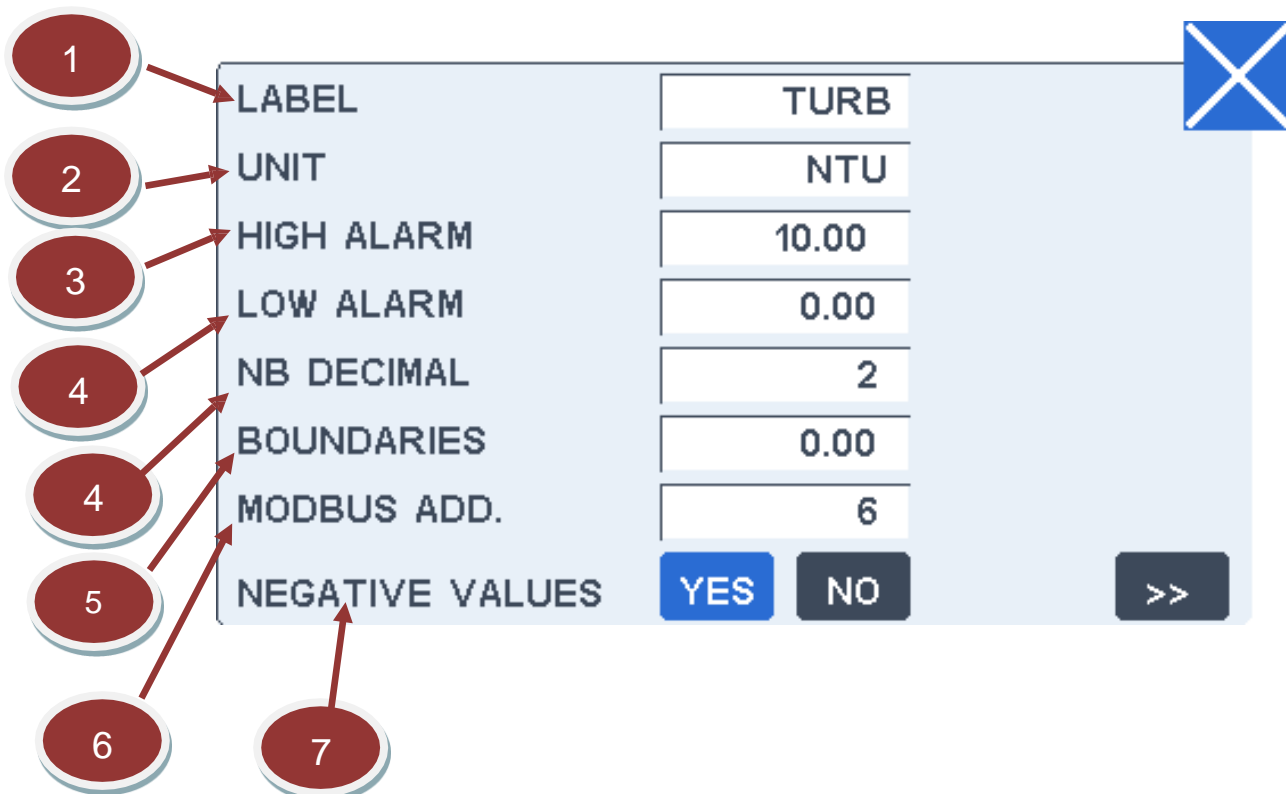 1
LABEL TURB
2
UNIT NTU
3
HIGH ALARM 10.00
4
LOW ALARM 0.00
4
NB DECIMAL 2
5
BOUNDARIES 0.00
6
MODBUS ADD. 6
7
NEGATIVE VALUES YES NO >>